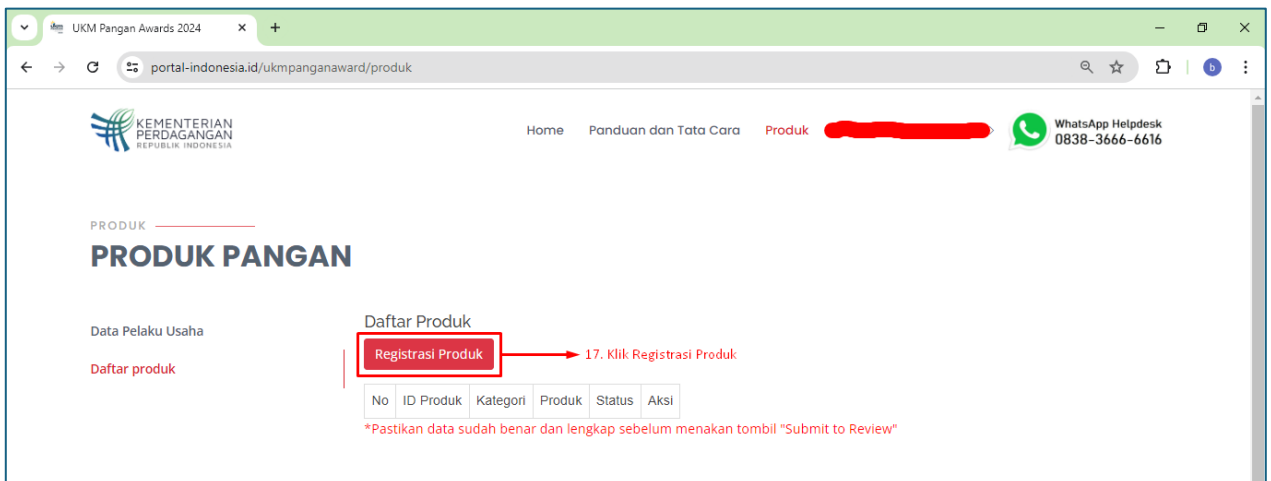 UKM Pangan Awards 2024
portal-indonesia.id/ukmpanganaward/produk
b
KEMENTERIAN
PERDAGANGAN
REPUBLIK INDONESIA
Home Panduan dan Tata Cara Produk
WhatsApp Helpdesk
0838-3666-6616
PRODUK
PRODUK PANGAN
Data Pelaku Usaha
Daftar produk
Daftar Produk
Registrasi Produk
17. Klik Registrasi Produk
No ID Produk Kategori Produk Status Aksi
*Pastikan data sudah benar dan lengkap sebelum menakan tombil "Submit to Review"